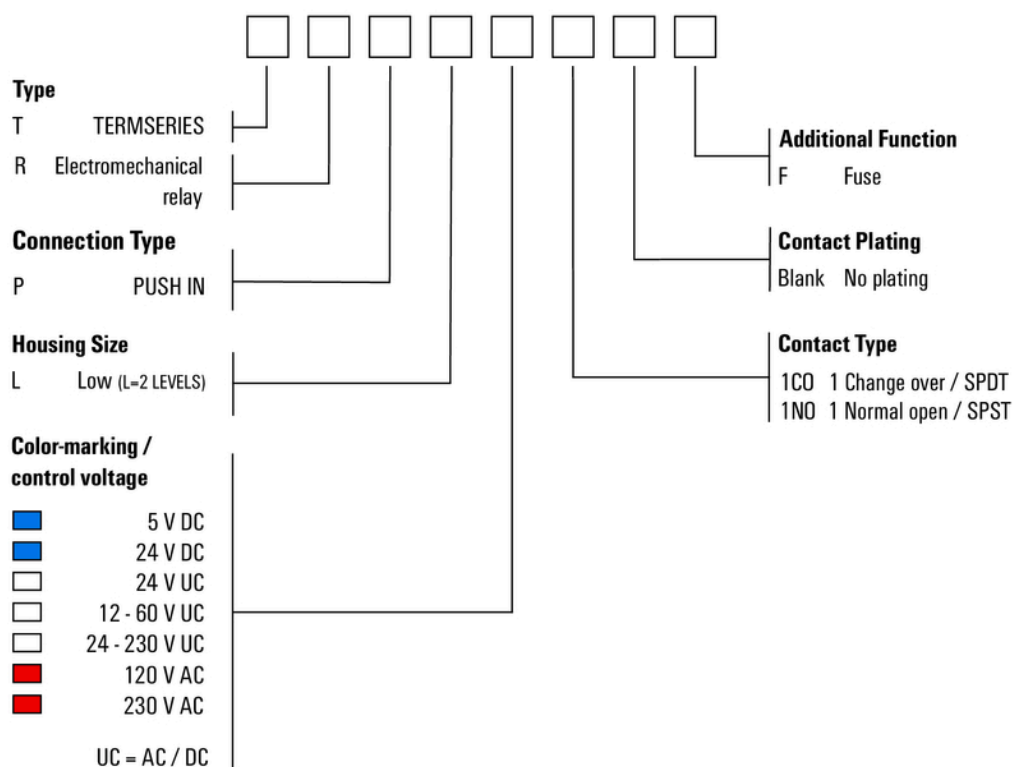 Type
T TERMSERIES
R Electromechanical
relay
Connection Type
P PUSH IN
Housing Size
L Low (L=2 LEVELS)
Color-marking /
control voltage
5 V DC
24 V DC
24 V UC
12 - 60 V UC
24 - 230 V UC
120 V AC
230 V AC
UC = AC / DC
Additional Function
F Fuse
Contact Plating
Blank No plating
Contact Type
1CO 1 Change over / SPDT
1NO 1 Normal open / SPST